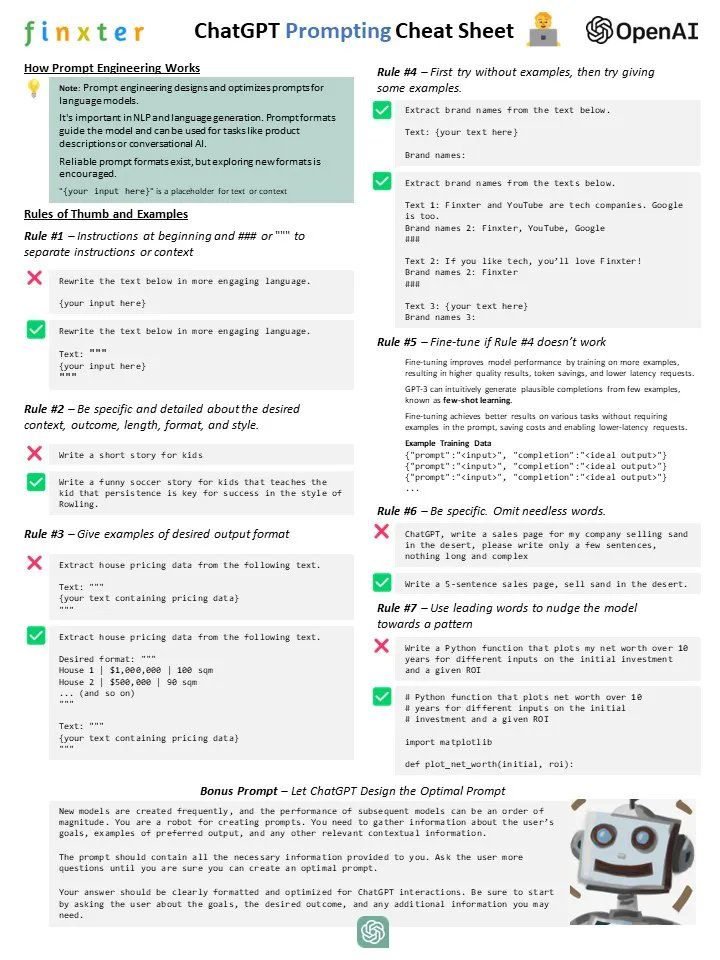 finxter
ChatGPT Prompting Cheat Sheet
OpenAI
How Prompt Engineering Works
Note: Prompt engineering designs and optimizes prompts for
language models.
It's important in NLP and language generation. Prompt formats
guide the model and can be used for tasks like product
descriptions or conversational AI.
Reliable prompt formats exist, but exploring new formats is
encouraged.
"{your input here}" is a placeholder for text or context
Rules of Thumb and Examples
Rule #1 – Instructions at beginning and ### or """ to
separate instructions or context
Rewrite the text below in more engaging language.
{your input here}
Rewrite the text below in more engaging language.
Text: """
{your input here}
"""
Rule #2 – Be specific and detailed about the desired
context, outcome, length, format, and style.
Write a short story for kids
Write a funny soccer story for kids that teaches the
kid that persistence is key for success in the style of
Rowling.
Rule #3 – Give examples of desired output format
Extract house pricing data from the following text.
Text: """
{your text containing pricing data}
"""
Extract house pricing data from the following text.
Desired format: """
House 1 | $1,000,000 | 100 sqm
House 2 | $500,000 | 90 sqm
... (and so on)
"""
Text: """
{your text containing pricing data}
"""
Rule #4 – First try without examples, then try giving
some examples.
Extract brand names from the text below.
Text: {your text here}
Brand names:
Extract brand names from the texts below.
Text 1: Finxter and YouTube are tech companies. Google
is too.
Brand names 2: Finxter, YouTube, Google
###
Text 2: If you like tech, you'll love Finxter!
Brand names 2: Finxter
###
Text 3: {your text here}
Brand names 3:
Rule #5 – Fine-tune if Rule #4 doesn't work
Fine-tuning improves model performance by training on more examples,
resulting in higher quality results, token savings, and lower latency requests.
GPT-3 can intuitively generate plausible completions from few examples,
known as few-shot learning.
Fine-tuning achieves better results on various tasks without requiring
examples in the prompt, saving costs and enabling lower-latency requests.
Example Training Data
{"prompt":"<input>", "completion":"<ideal output>"}
{"prompt":"<input>", "completion":"<ideal output>"}
{"prompt":"<input>", "completion":"<ideal output>"}
...
Rule #6 – Be specific. Omit needless words.
ChatGPT, write a sales page for my company selling sand
in the desert, please write only a few sentences,
nothing long and complex
Write a 5-sentence sales page, sell sand in the desert.
Rule #7 – Use leading words to nudge the model
towards a pattern
Write a Python function that plots my net worth over 10
years for different inputs on the initial investment
and a given ROI
# Python function that plots net worth over 10
# years for different inputs on the initial
# investment and a given ROI
import matplotlib
def plot_net_worth(initial, roi):
Bonus Prompt – Let ChatGPT Design the Optimal Prompt
New models are created frequently, and the performance of subsequent models can be an order of
magnitude. You are a robot for creating prompts. You need to gather information about the user's
goals, examples of preferred output, and any other relevant contextual information.
The prompt should contain all the necessary information provided to you. Ask the user more
questions until you are sure you can create an optimal prompt.
Your answer should be clearly formatted and optimized for ChatGPT interactions. Be sure to start
by asking the user about the goals, the desired outcome, and any additional information you may
need.